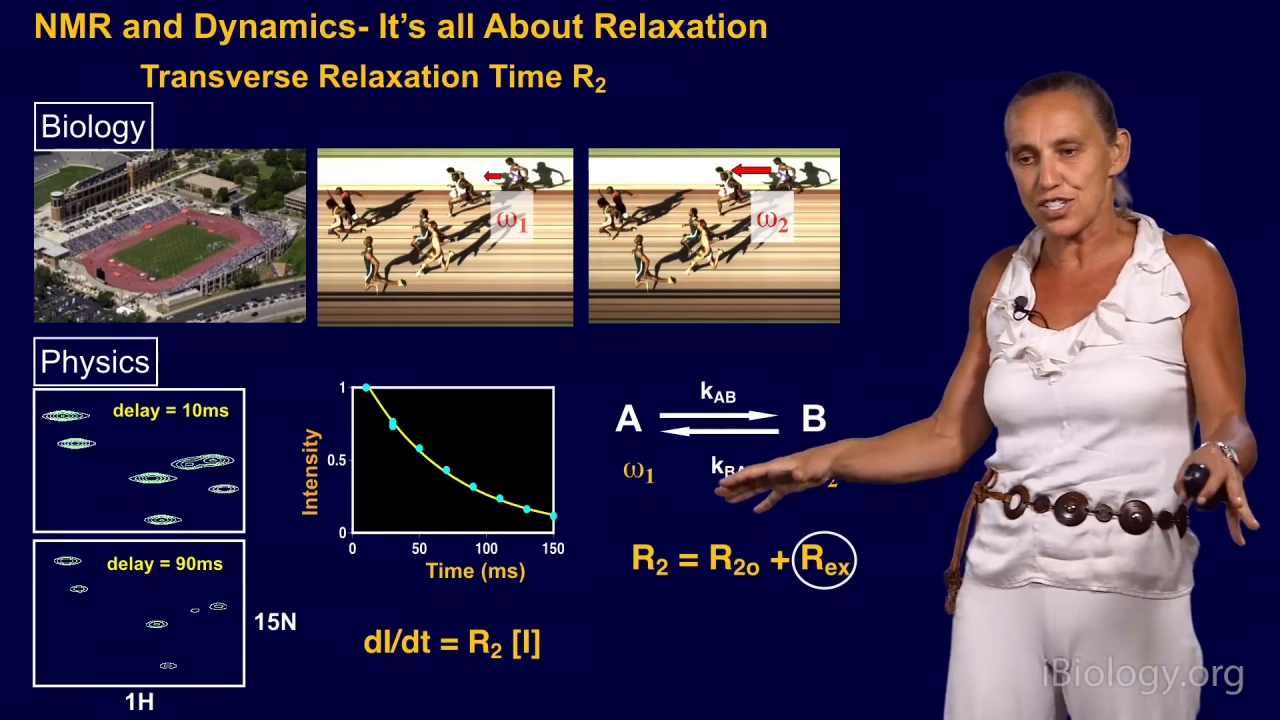 NMR and Dynamics- It's all About Relaxation
Transverse Relaxation Time R₂
Biology
ω₁
ω₂
Physics
delay = 10ms
delay = 90ms
15N
1H
1
0.5
0
Intensity
0 50 100 150
Time (ms)
dI/dt = R₂ [I]
k_AB
A B
ω₁
R₂ = R₂ₒ + R_ex
iBiology.org